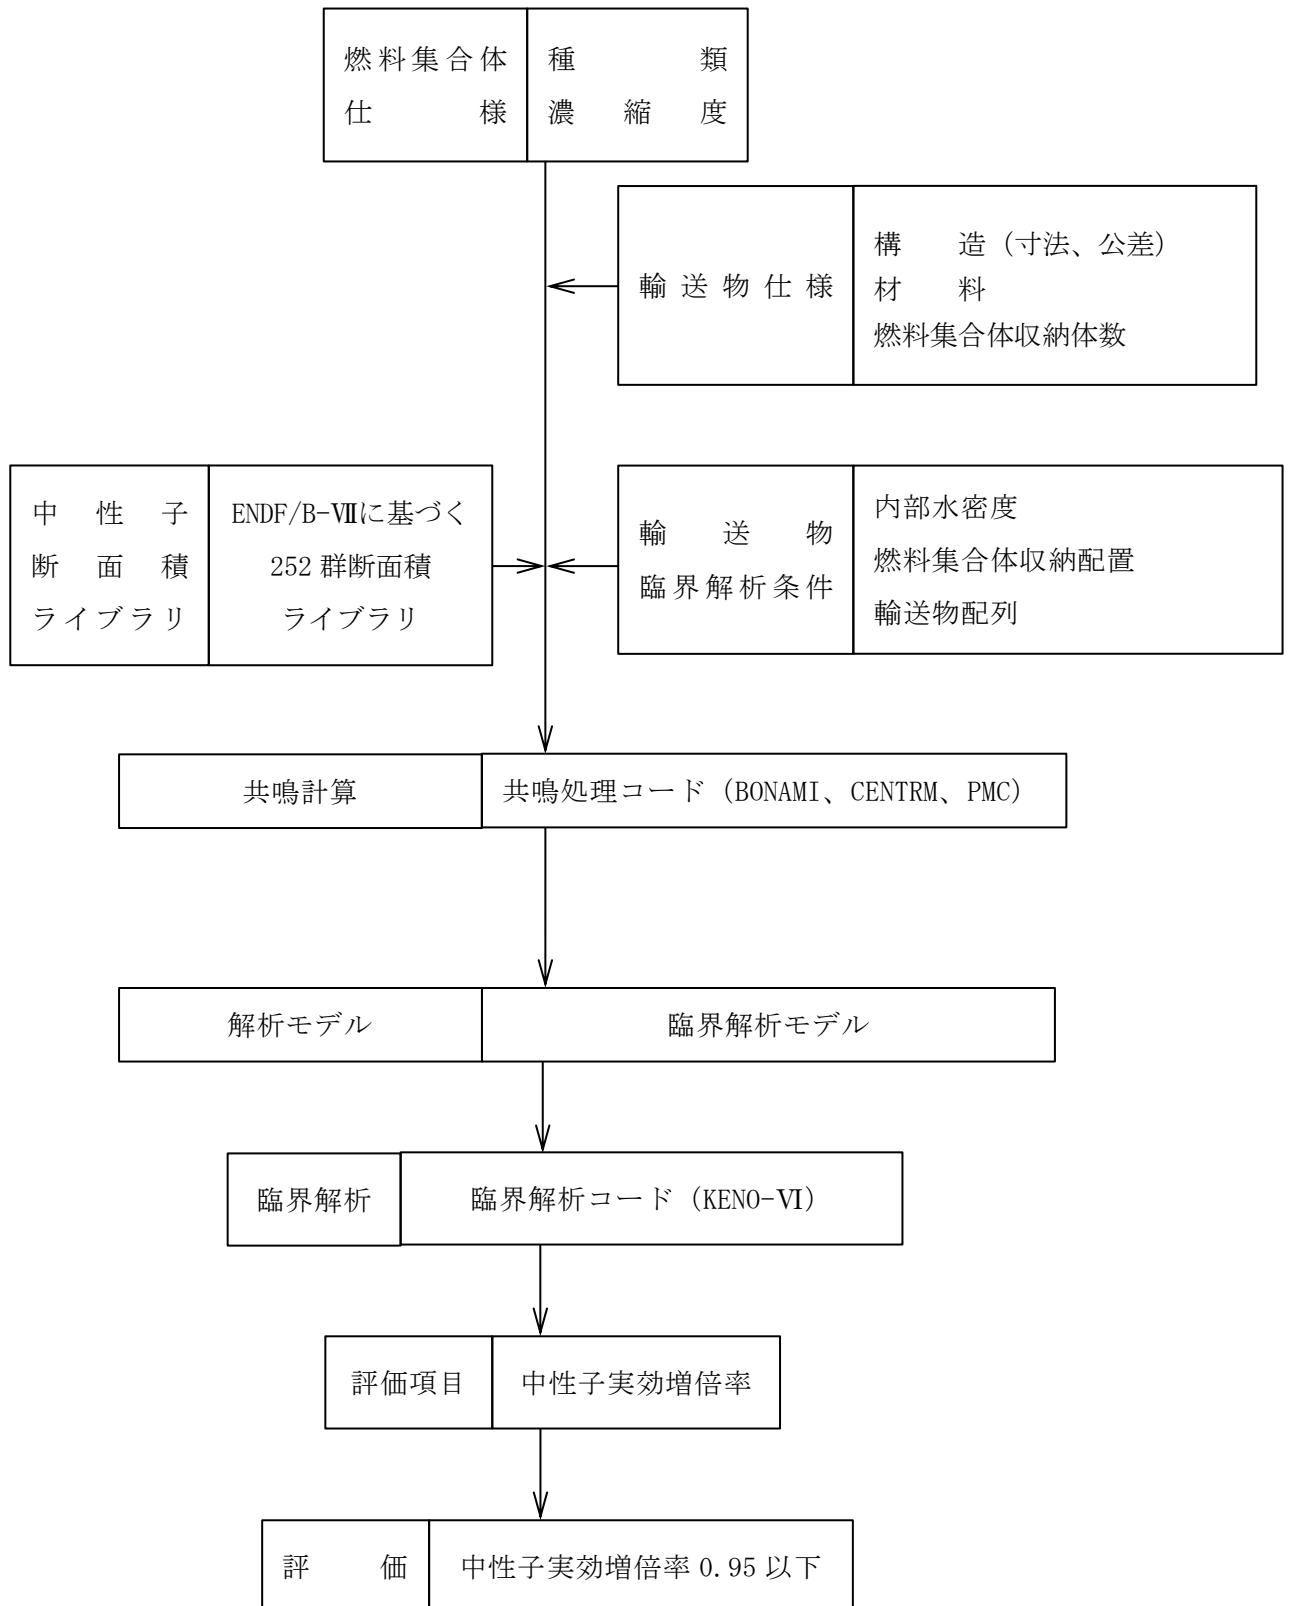 燃料集合体
仕様
種類
濃縮度
輸送物仕様
構造（寸法、公差）
材料
燃料集合体収納体数
中性子
断面積
ライブラリ
ENDF/B-Ⅶに基づく
252 群断面積
ライブラリ
輸送物
臨界解析条件
内部水密度
燃料集合体収納配置
輸送物配列
共鳴計算
共鳴処理コード（BONAMI、CENTRM、PMC）
解析モデル
臨界解析モデル
臨界解析
臨界解析コード（KENO-Ⅵ）
評価項目
中性子実効増倍率
評価
中性子実効増倍率 0.95 以下